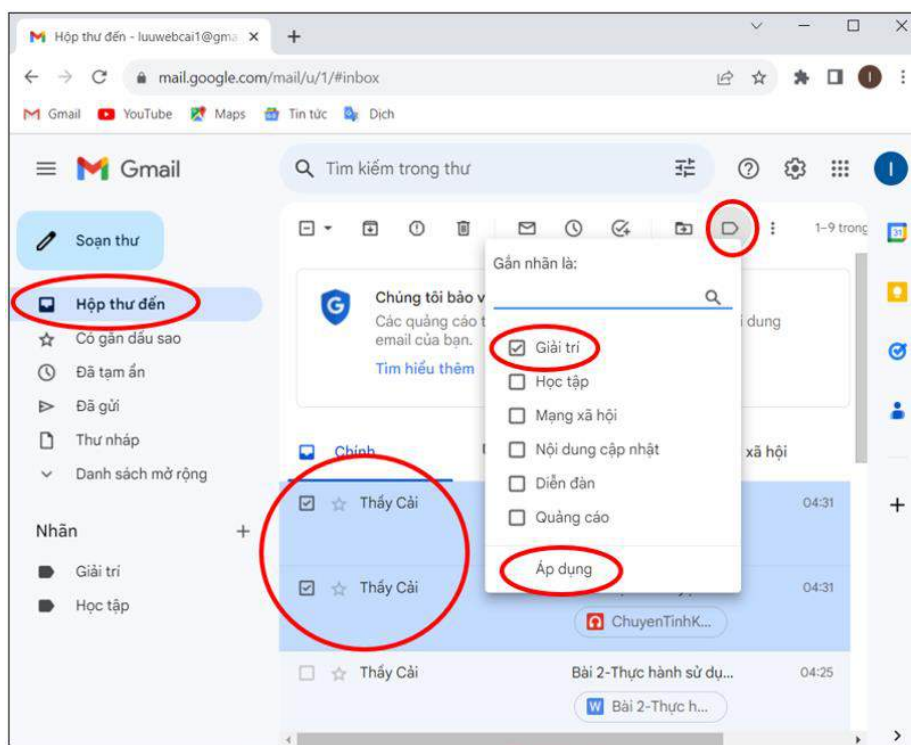 Hộp thư đến - luuwebcai1@gma
mail.google.com/mail/u/1/#inbox
Gmail YouTube Maps Tin tức Dịch
Gmail
Tìm kiếm trong thư
I
Soạn thư
1–9 trong
31
Hộp thư đến
Có gắn dấu sao
Đã tạm ẩn
Đã gửi
Thư nháp
Danh sách mở rộng
Nhãn
Giải trí
Học tập
Gắn nhãn là:
Giải trí
Học tập
Mạng xã hội
Nội dung cập nhật
Diễn đàn
Quảng cáo
Áp dụng
Chúng tôi bảo v
Các quảng cáo t
i dung
email của bạn.
Tìm hiểu thêm
Chính
xã hội
Thầy Cải 04:31
Thầy Cải 04:31
ChuyenTinhK...
Thầy Cải Bài 2-Thực hành sử dụ... 04:25
W Bài 2-Thực h...